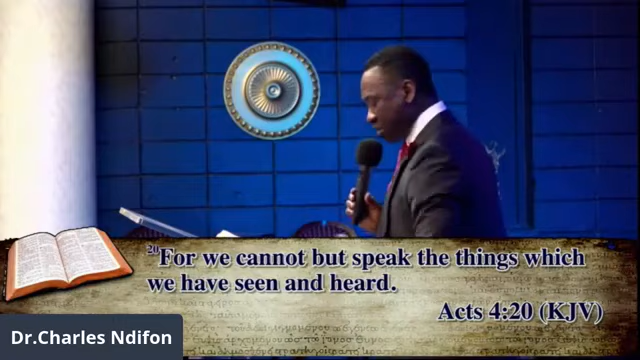 20For we cannot but speak the things which
we have seen and heard.
Acts 4:20 (KJV)
Dr.Charles Ndifon